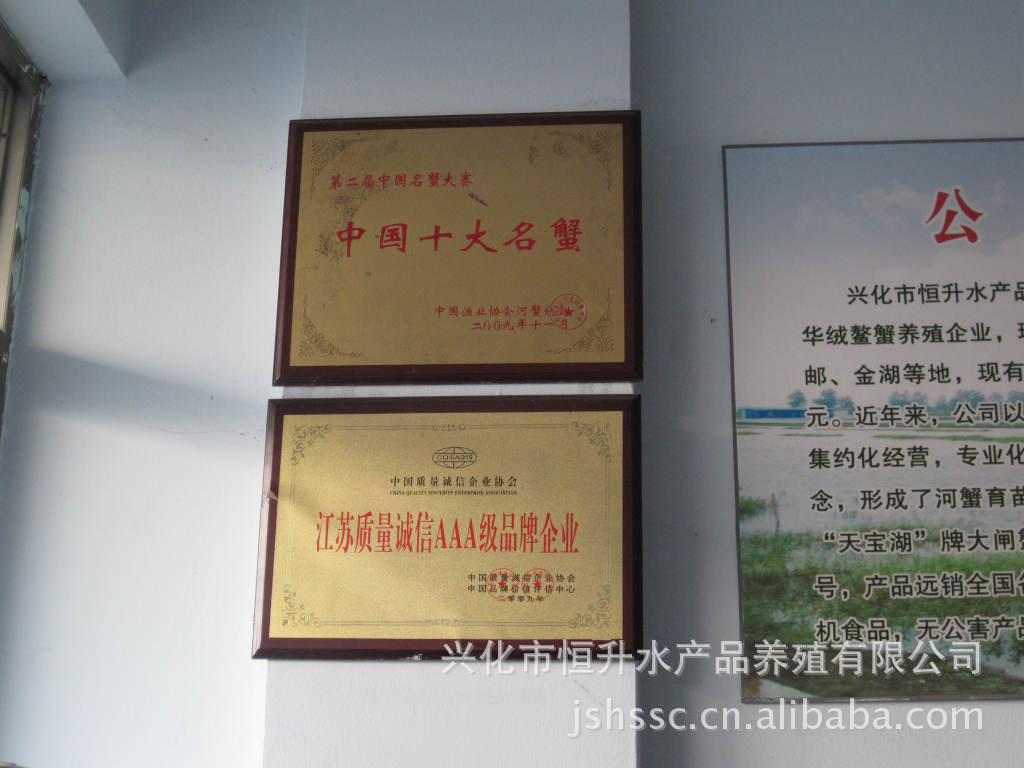 第二届中国名蟹大赛
中国十大名蟹
中国渔业协会河蟹
二00九年十一月
CQSA315
中国质量诚信企业协会
CHINA QUALITY SINCERITY ENTERPRISE ASSOCIATION
江苏质量诚信AAA级品牌企业
中国质量诚信企业协会
中国品牌价值评估中心
二零零九年
公
兴化市恒升水产品
华绒螯蟹养殖企业，现
邮、金湖等地，现有
元。近年来，公司以
集约化经营，专业化
念，形成了河蟹育苗
“天宝湖”牌大闸蟹
号，产品远销全国各
机食品，无公害产品
兴化市恒升水产品养殖有限公司
jshssc.cn.alibaba.com